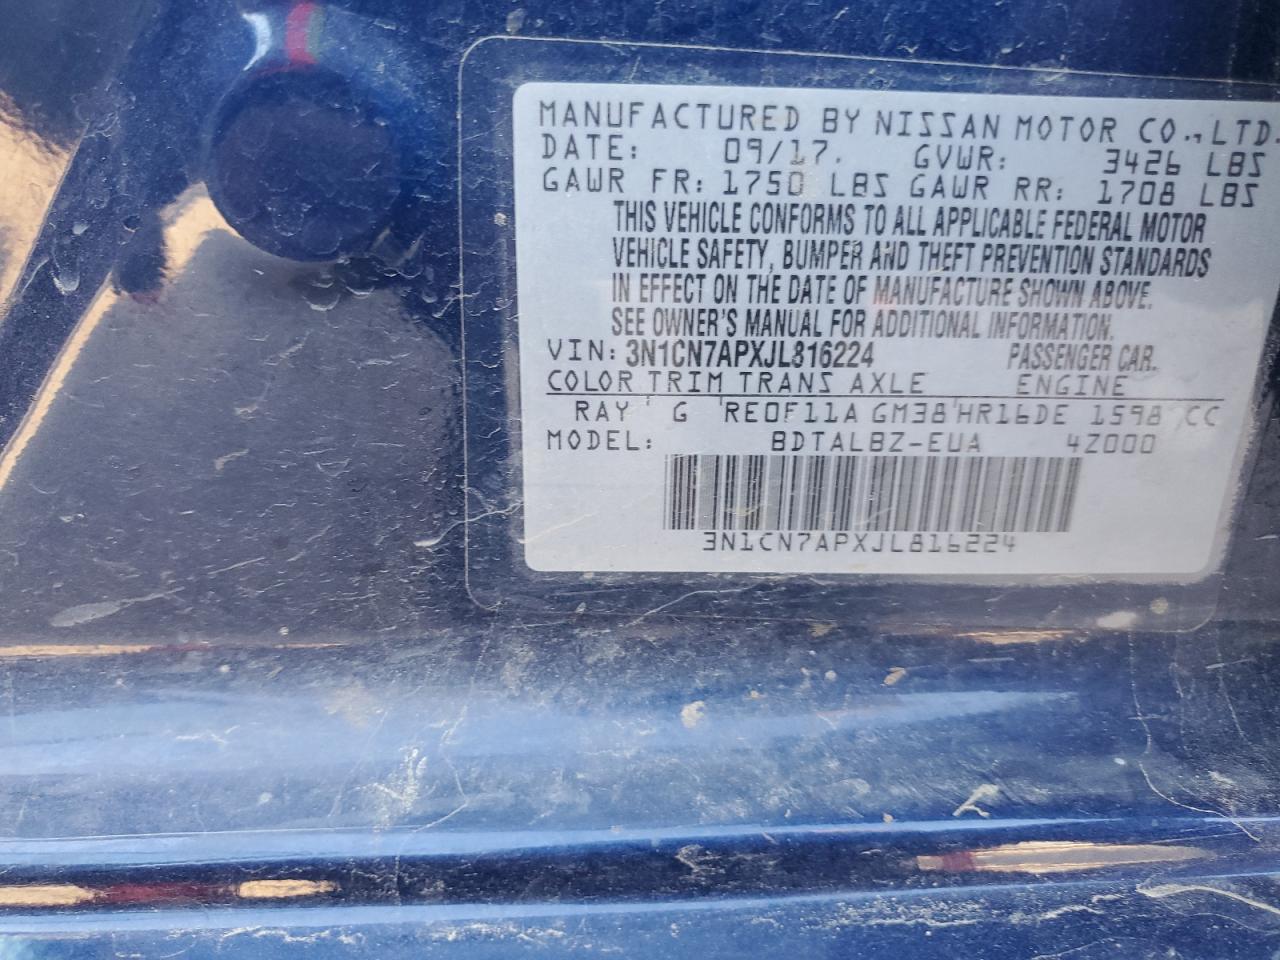 MANUFACTURED BY NISSAN MOTOR CO., LTD.
DATE: 09/17. GVWR: 3426 LBS
GAWR FR: 1750 LBS GAWR RR: 1708 LBS
THIS VEHICLE CONFORMS TO ALL APPLICABLE FEDERAL MOTOR
VEHICLE SAFETY, BUMPER AND THEFT PREVENTION STANDARDS
IN EFFECT ON THE DATE OF MANUFACTURE SHOWN ABOVE.
SEE OWNER'S MANUAL FOR ADDITIONAL INFORMATION.
VIN: 3N1CN7APXJL816224 PASSENGER CAR.
COLOR TRIM TRANS AXLE ENGINE
RAY G RE0F11A GM38 HR16DE 1598 CC
MODEL: BDTALBZ-EUA 4Z000
3N1CN7APXJL816224